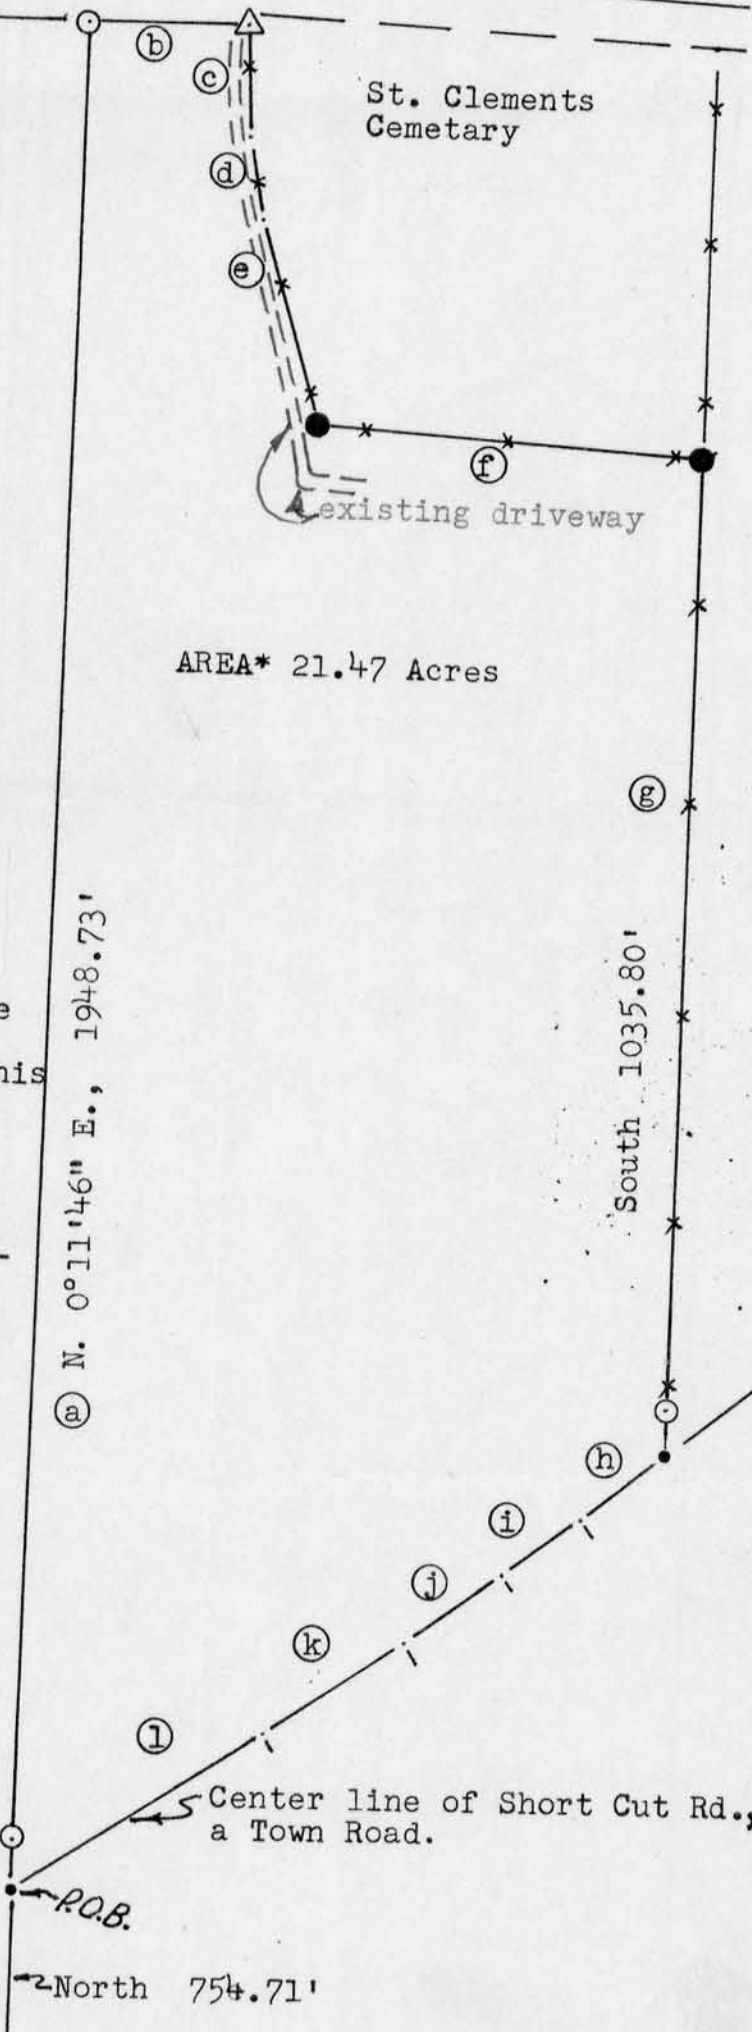 b
c
St. Clements
Cemetary
d
e
f
existing driveway
AREA* 21.47 Acres
g
a N. 0°11'46" E., 1948.73'
South 1035.80'
his
h
i
j
k
l
Center line of Short Cut Rd.,
a Town Road.
P.O.B.
North 754.71'